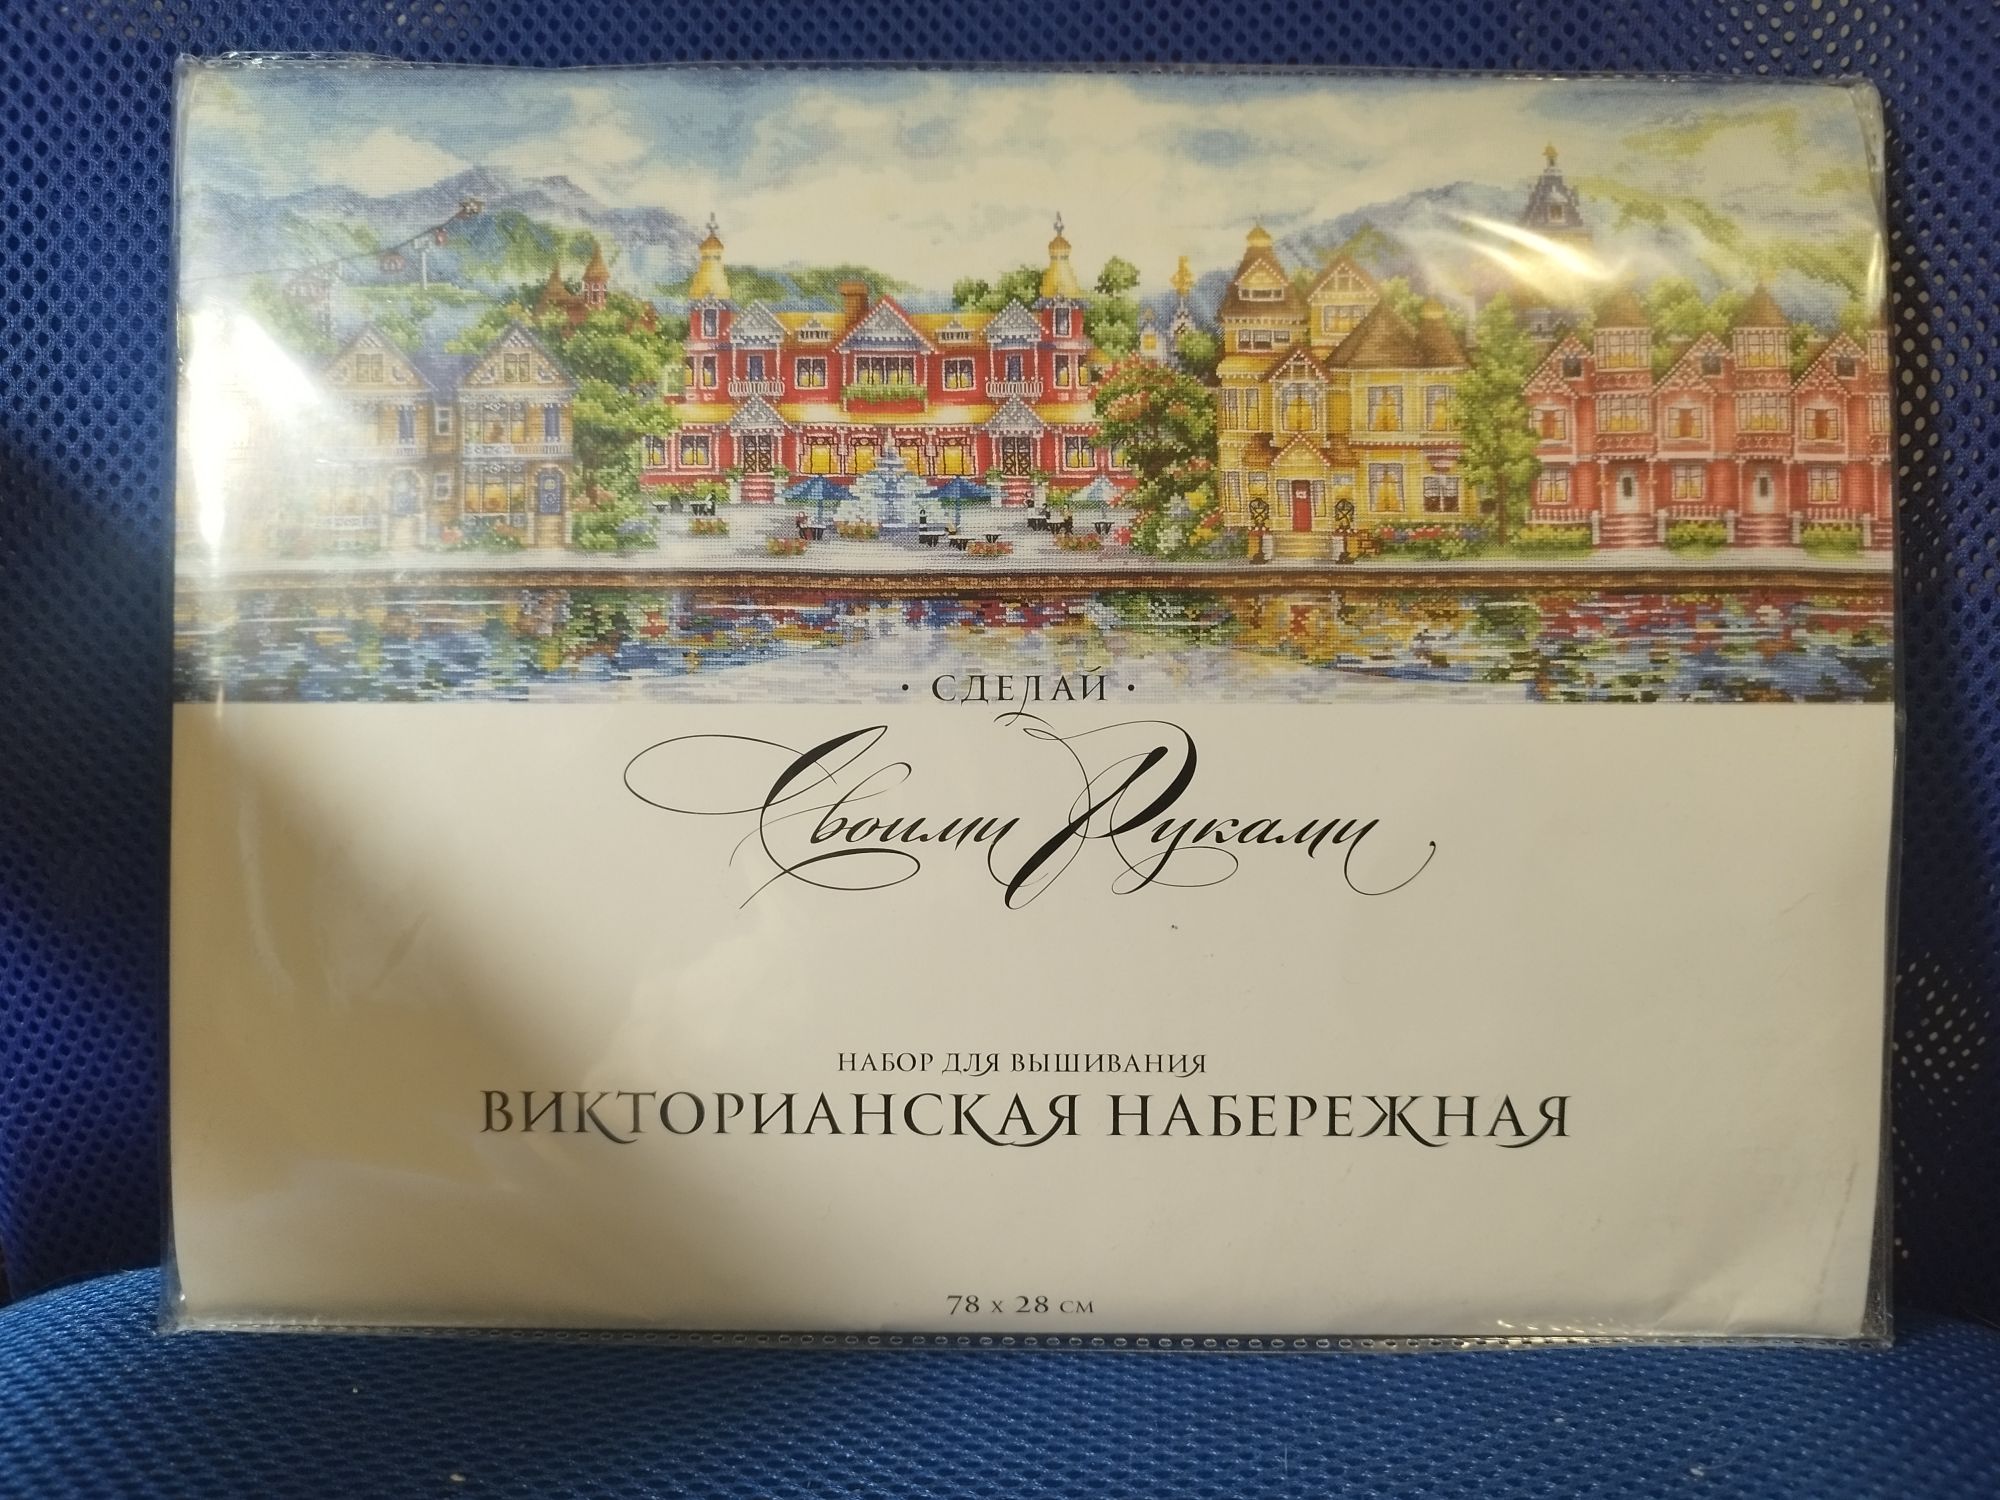 · СДЕЛАЙ ·
Своими Руками
НАБОР ДЛЯ ВЫШИВАНИЯ
ВИКТОРИАНСКАЯ НАБЕРЕЖНАЯ
78 х 28 см